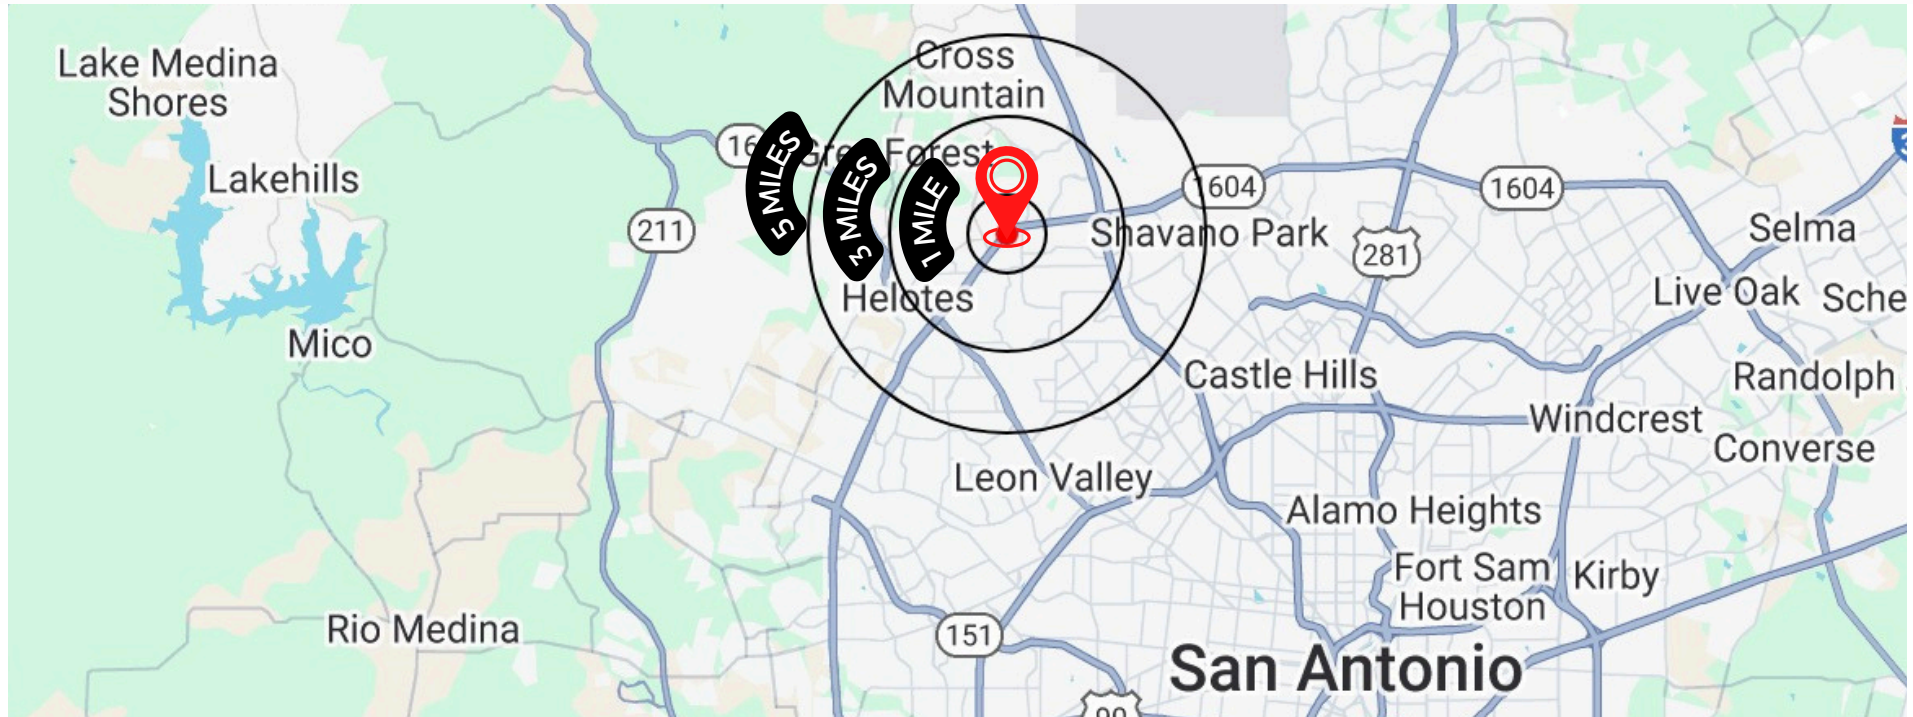 Cross
Mountain
Lake Medina
Shores
Forest
5 MILES
3 MILES
1 MILE
Lakehills
1604
1604
211
Shavano Park
281
Selma
Helotes
Live Oak
Mico
Castle Hills
Randolph
Windcrest
Converse
Leon Valley
Alamo Heights
Fort Sam
Houston
Kirby
Rio Medina
151
San Antonio